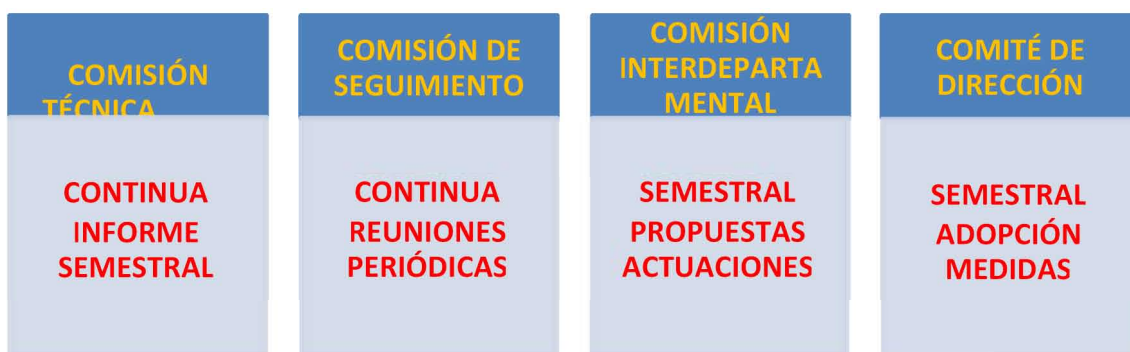 COMISIÓN
TÉCNICA
CONTINUA
INFORME
SEMESTRAL
COMISIÓN DE
SEGUIMIENTO
CONTINUA
REUNIONES
PERIÓDICAS
COMISIÓN
INTERDEPARTA
MENTAL
SEMESTRAL
PROPUESTAS
ACTUACIONES
COMITÉ DE
DIRECCIÓN
SEMESTRAL
ADOPCIÓN
MEDIDAS